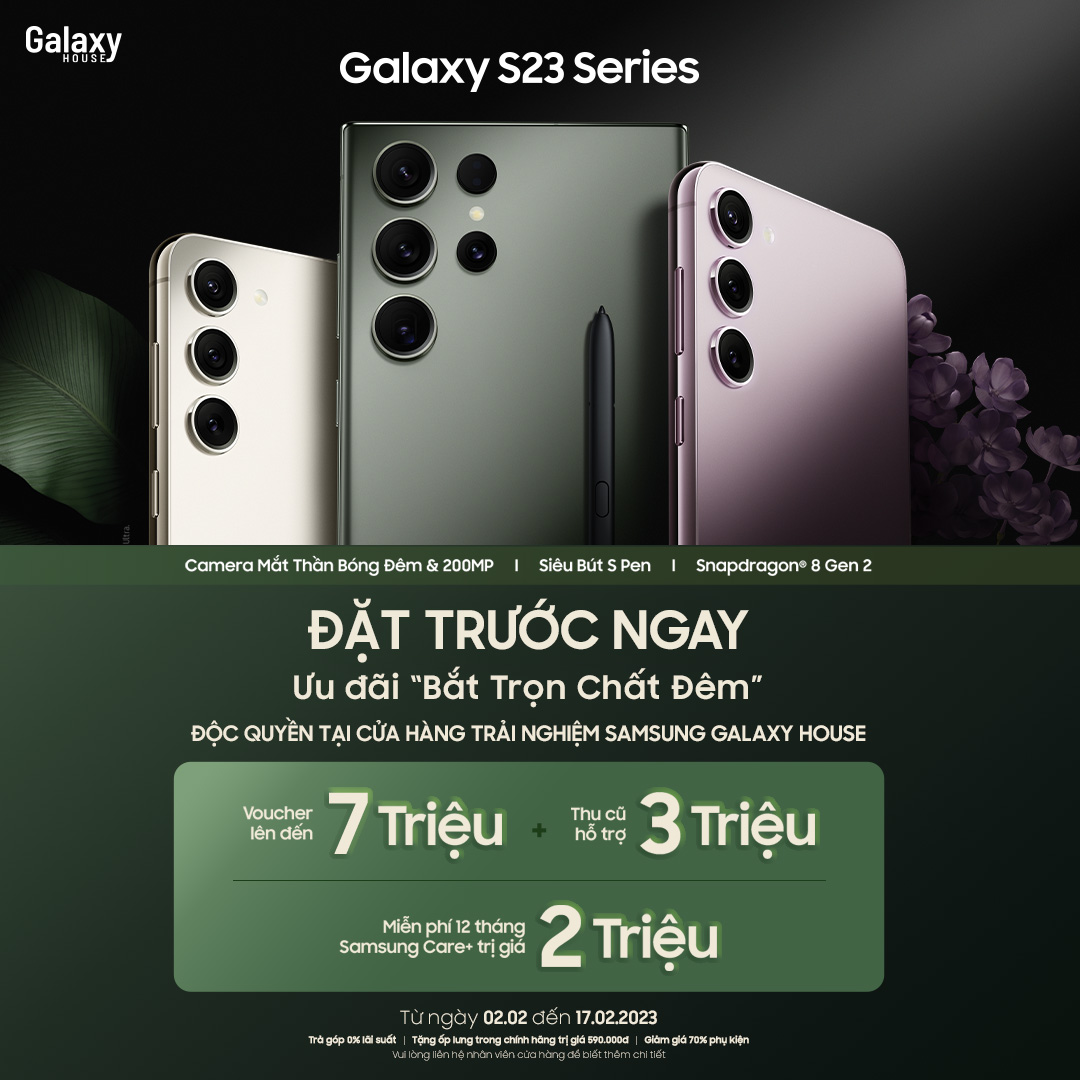 Galaxy
HOUSE
Galaxy S23 Series
Ultra.
Camera Mắt Thần Bóng Đêm & 200MP | Siêu Bút S Pen | Snapdragon® 8 Gen 2
ĐẶT TRƯỚC NGAY
Ưu đãi “Bắt Trọn Chất Đêm”
ĐỘC QUYỀN TẠI CỬA HÀNG TRẢI NGHIỆM SAMSUNG GALAXY HOUSE
Voucher
lên đến
7 Triệu
+
Thu cũ
hỗ trợ
3 Triệu
Miễn phí 12 tháng
Samsung Care+ trị giá
2 Triệu
Từ ngày 02.02 đến 17.02.2023
Trả góp 0% lãi suất | Tặng ốp lưng trong chính hãng trị giá 590.000đ | Giảm giá 70% phụ kiện
Vui lòng liên hệ nhân viên cửa hàng để biết thêm chi tiết